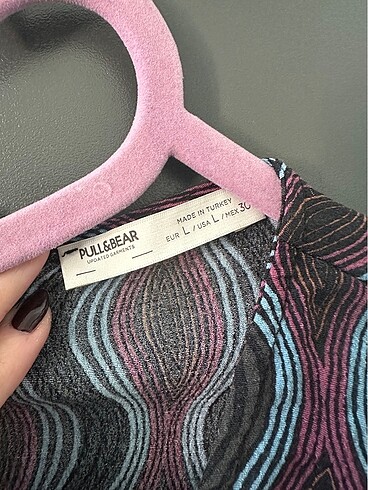 PULL&BEAR
UPDATED GARMENTS
MADE IN TURKEY
EUR L / USA L / MEX 30